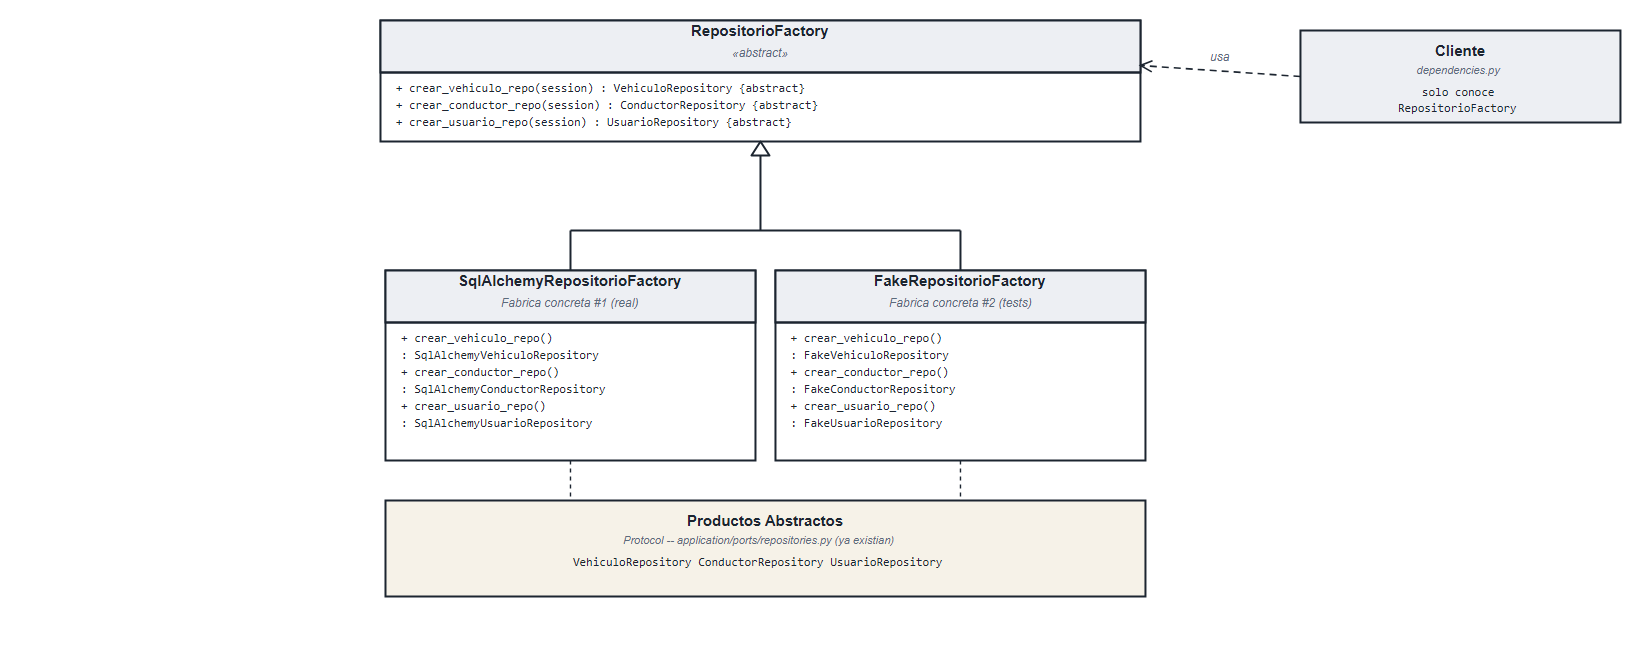 RepositorioFactory
«abstract»
+ crear_vehiculo_repo(session) : VehiculoRepository {abstract}
+ crear_conductor_repo(session) : ConductorRepository {abstract}
+ crear_usuario_repo(session) : UsuarioRepository {abstract}
usa
Cliente
dependencies.py
solo conoce
RepositorioFactory
SqlAlchemyRepositorioFactory
Fabrica concreta #1 (real)
+ crear_vehiculo_repo()
: SqlAlchemyVehiculoRepository
+ crear_conductor_repo()
: SqlAlchemyConductorRepository
+ crear_usuario_repo()
: SqlAlchemyUsuarioRepository
FakeRepositorioFactory
Fabrica concreta #2 (tests)
+ crear_vehiculo_repo()
: FakeVehiculoRepository
+ crear_conductor_repo()
: FakeConductorRepository
+ crear_usuario_repo()
: FakeUsuarioRepository
Productos Abstractos
Protocol -- application/ports/repositories.py (ya existian)
VehiculoRepository ConductorRepository UsuarioRepository